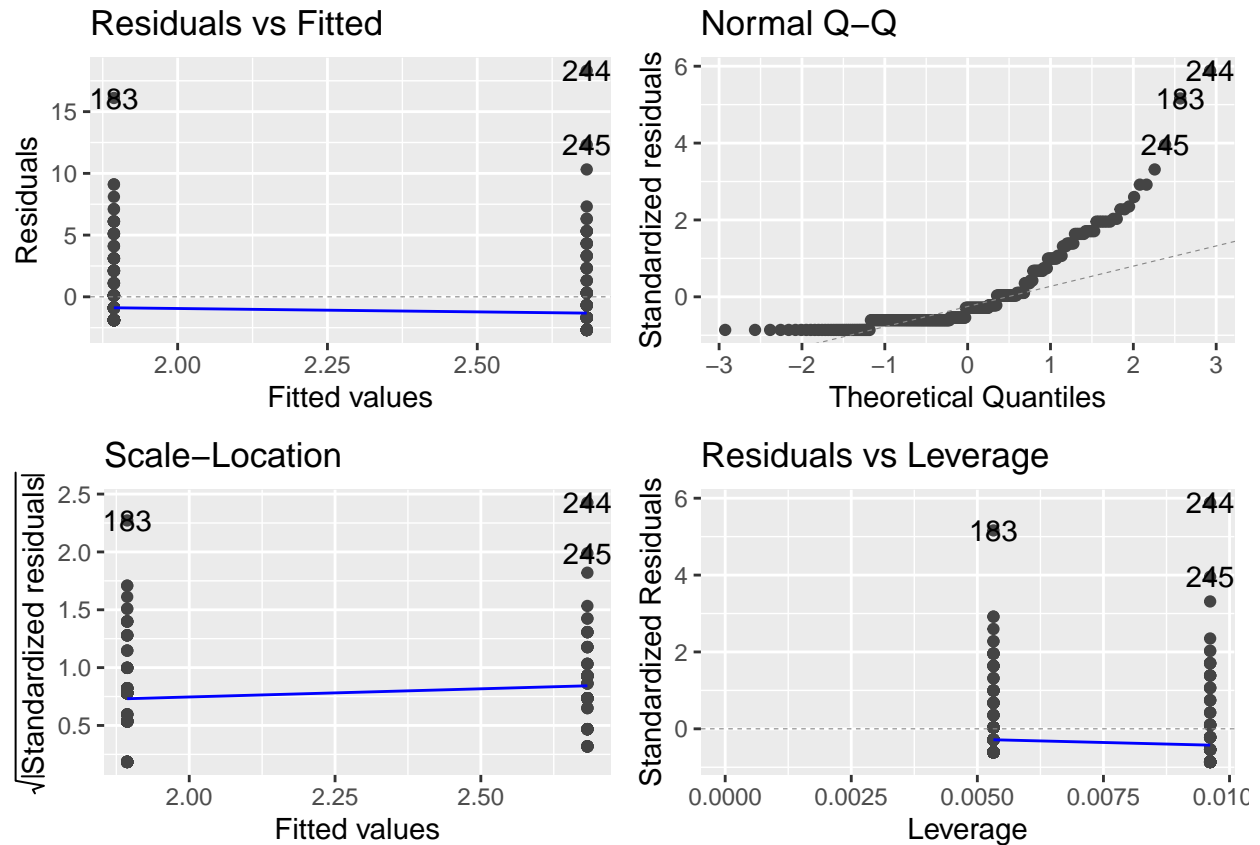 Residuals vs Fitted
244
183
245
15
10
5
0
Residuals
2.00 2.25 2.50
Fitted values
Normal Q−Q
244
183
245
6
4
2
0
Standardized residuals
−3 −2 −1 0 1 2 3
Theoretical Quantiles
Scale−Location
244
183
245
2.5
2.0
1.5
1.0
0.5
√|Standardized residuals|
2.00 2.25 2.50
Fitted values
Residuals vs Leverage
244
183
245
6
4
2
0
Standardized Residuals
0.0000 0.0025 0.0050 0.0075 0.010
Leverage